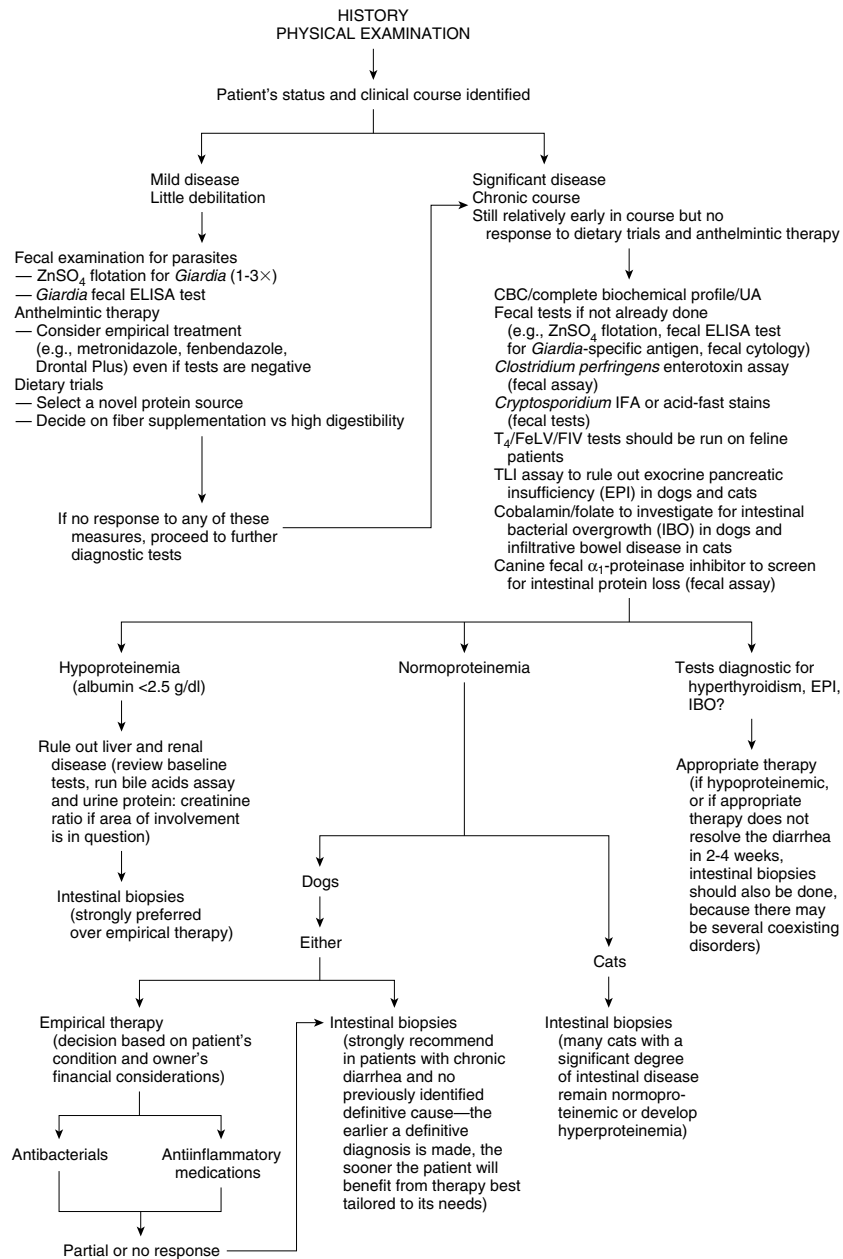 HISTORY
PHYSICAL EXAMINATION
Patient's status and clinical course identified
Mild disease
Little debilitation
Significant disease
Chronic course
Still relatively early in course but no
response to dietary trials and anthelmintic therapy
Fecal examination for parasites
— ZnSO₄ flotation for Giardia (1-3×)
— Giardia fecal ELISA test
Anthelmintic therapy
— Consider empirical treatment
(e.g., metronidazole, fenbendazole,
Drontal Plus) even if tests are negative
Dietary trials
— Select a novel protein source
— Decide on fiber supplementation vs high digestibility
If no response to any of these
measures, proceed to further
diagnostic tests
CBC/complete biochemical profile/UA
Fecal tests if not already done
(e.g., ZnSO₄ flotation, fecal ELISA test
for Giardia-specific antigen, fecal cytology)
Clostridium perfringens enterotoxin assay
(fecal assay)
Cryptosporidium IFA or acid-fast stains
(fecal tests)
T₄/FeLV/FIV tests should be run on feline
patients
TLI assay to rule out exocrine pancreatic
insufficiency (EPI) in dogs and cats
Cobalamin/folate to investigate for intestinal
bacterial overgrowth (IBO) in dogs and
infiltrative bowel disease in cats
Canine fecal α₁-proteinase inhibitor to screen
for intestinal protein loss (fecal assay)
Hypoproteinemia
(albumin <2.5 g/dl)
Rule out liver and renal
disease (review baseline
tests, run bile acids assay
and urine protein: creatinine
ratio if area of involvement
is in question)
Intestinal biopsies
(strongly preferred
over empirical therapy)
Normoproteinemia
Tests diagnostic for
hyperthyroidism, EPI,
IBO?
Appropriate therapy
(if hypoproteinemic,
or if appropriate
therapy does not
resolve the diarrhea
in 2-4 weeks,
intestinal biopsies
should also be done,
because there may
be several coexisting
disorders)
Dogs
Either
Cats
Empirical therapy
(decision based on patient's
condition and owner's
financial considerations)
Antibacterials
Antiinflammatory
medications
Partial or no response
Intestinal biopsies
(strongly recommend
in patients with chronic
diarrhea and no
previously identified
definitive cause—the
earlier a definitive
diagnosis is made, the
sooner the patient will
benefit from therapy best
tailored to its needs)
Intestinal biopsies
(many cats with a
significant degree
of intestinal disease
remain normopro-
teinemic or develop
hyperproteinemia)